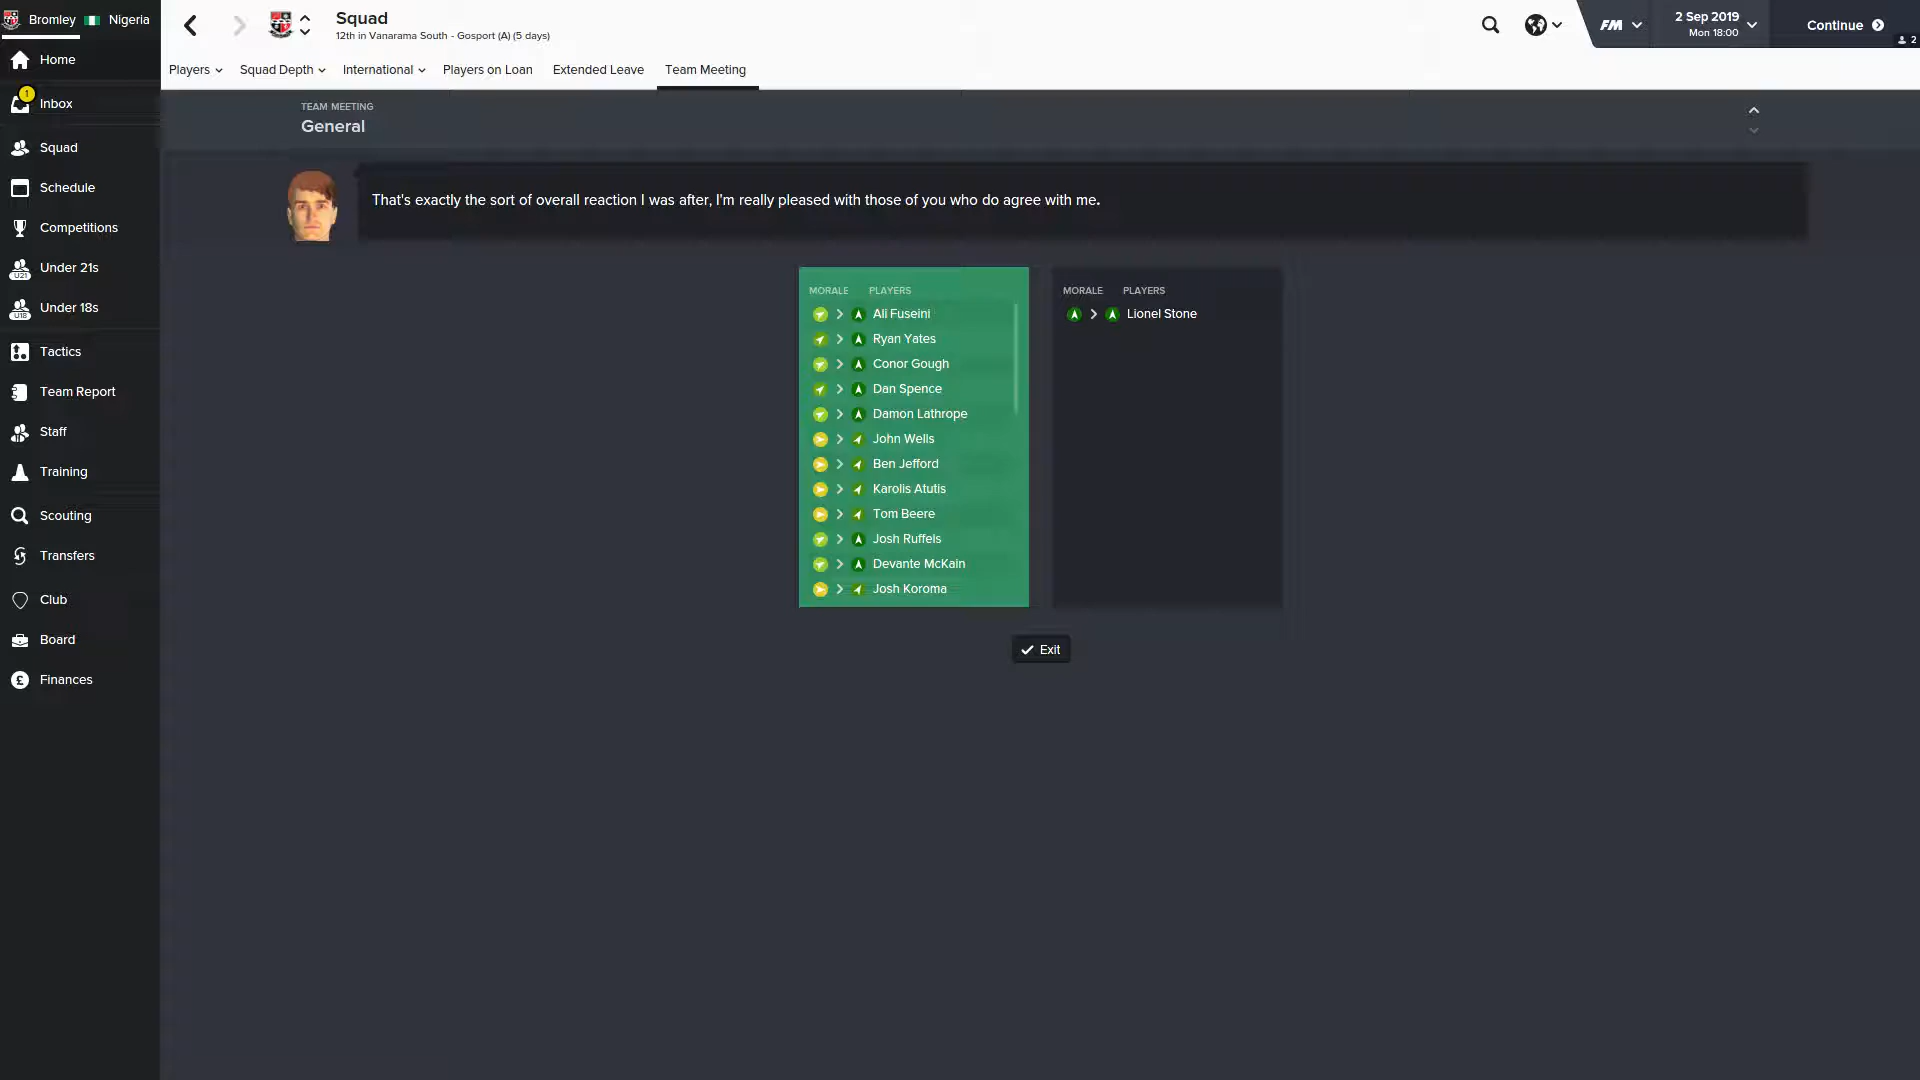 Bromley Nigeria
Squad
12th in Vanarama South - Gosport (A) (5 days)
FM
2 Sep 2019
Mon 18:00
Continue
2
Home
1
Inbox
Squad
Schedule
Competitions
U21
Under 21s
U18
Under 18s
Tactics
Team Report
Staff
Training
Scouting
Transfers
Club
Board
£
Finances
Players Squad Depth International Players on Loan Extended Leave Team Meeting
TEAM MEETING
General
That's exactly the sort of overall reaction I was after, I'm really pleased with those of you who do agree with me.
MORALE PLAYERS
Ali Fuseini
Ryan Yates
Conor Gough
Dan Spence
Damon Lathrope
John Wells
Ben Jefford
Karolis Atutis
Tom Beere
Josh Ruffels
Devante McKain
Josh Koroma
MORALE PLAYERS
Lionel Stone
Exit